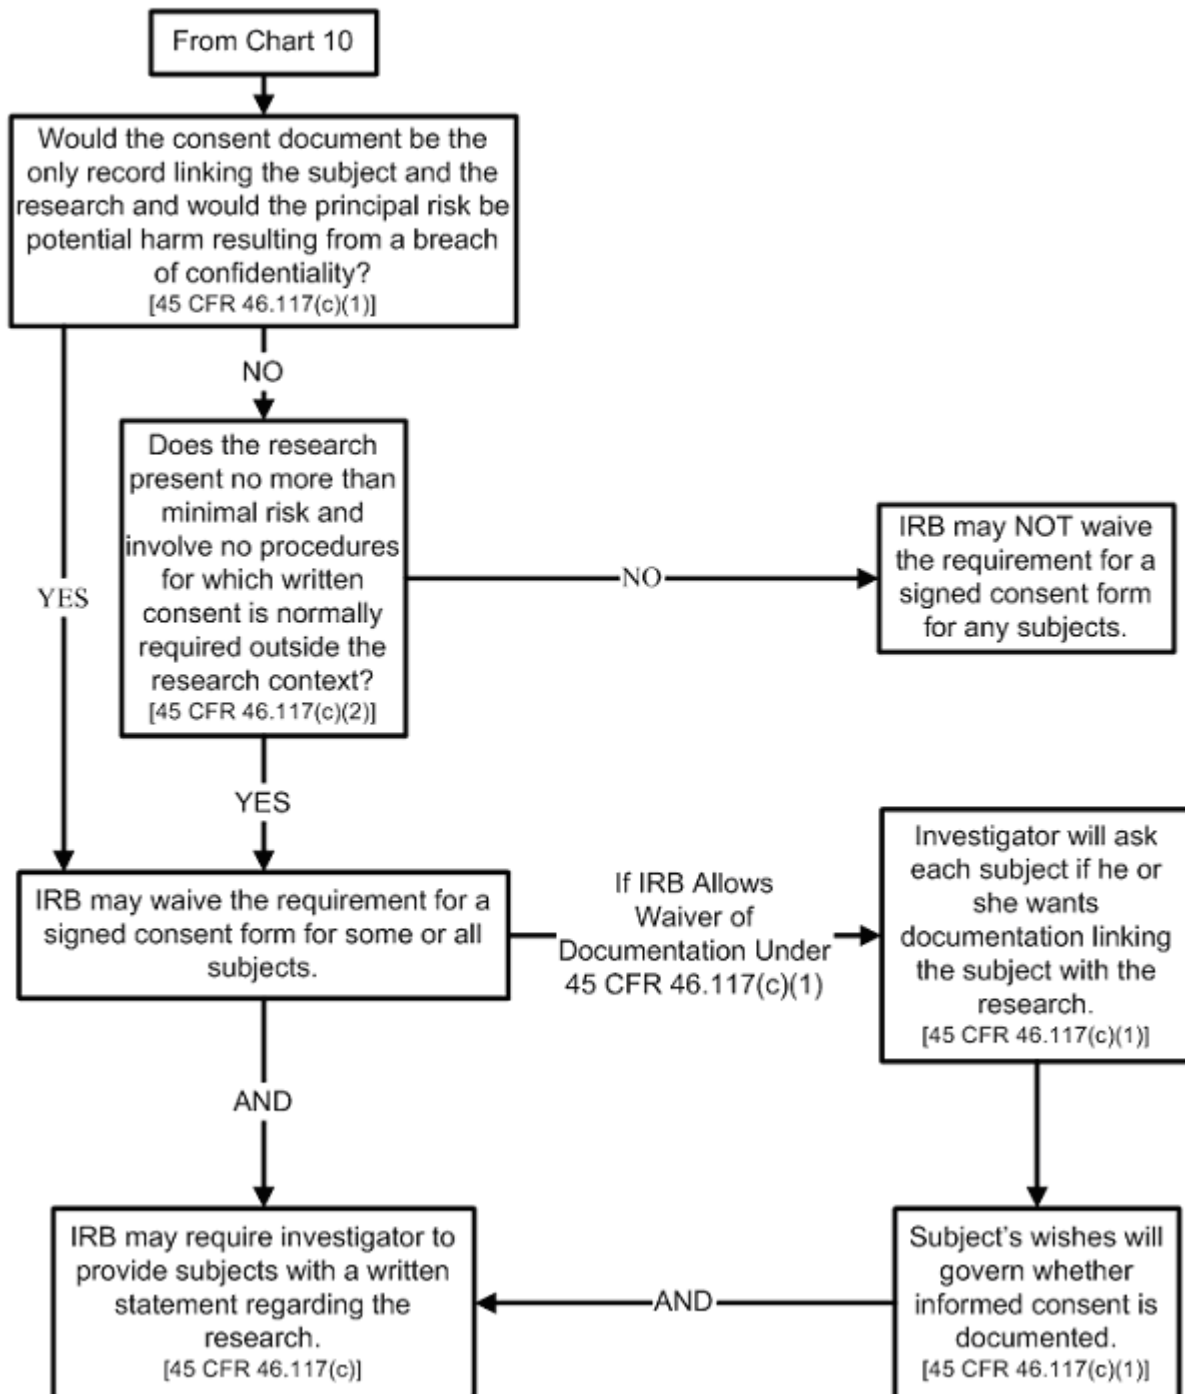 From Chart 10
Would the consent document be the
only record linking the subject and the
research and would the principal risk be
potential harm resulting from a breach
of confidentiality?
[45 CFR 46.117(c)(1)]
NO
YES
Does the research
present no more than
minimal risk and
involve no procedures
for which written
consent is normally
required outside the
research context?
[45 CFR 46.117(c)(2)]
NO
IRB may NOT waive
the requirement for a
signed consent form
for any subjects.
YES
IRB may waive the requirement for a
signed consent form for some or all
subjects.
If IRB Allows
Waiver of
Documentation Under
45 CFR 46.117(c)(1)
Investigator will ask
each subject if he or
she wants
documentation linking
the subject with the
research.
[45 CFR 46.117(c)(1)]
AND
IRB may require investigator to
provide subjects with a written
statement regarding the
research.
[45 CFR 46.117(c)]
AND
Subject's wishes will
govern whether
informed consent is
documented.
[45 CFR 46.117(c)(1)]